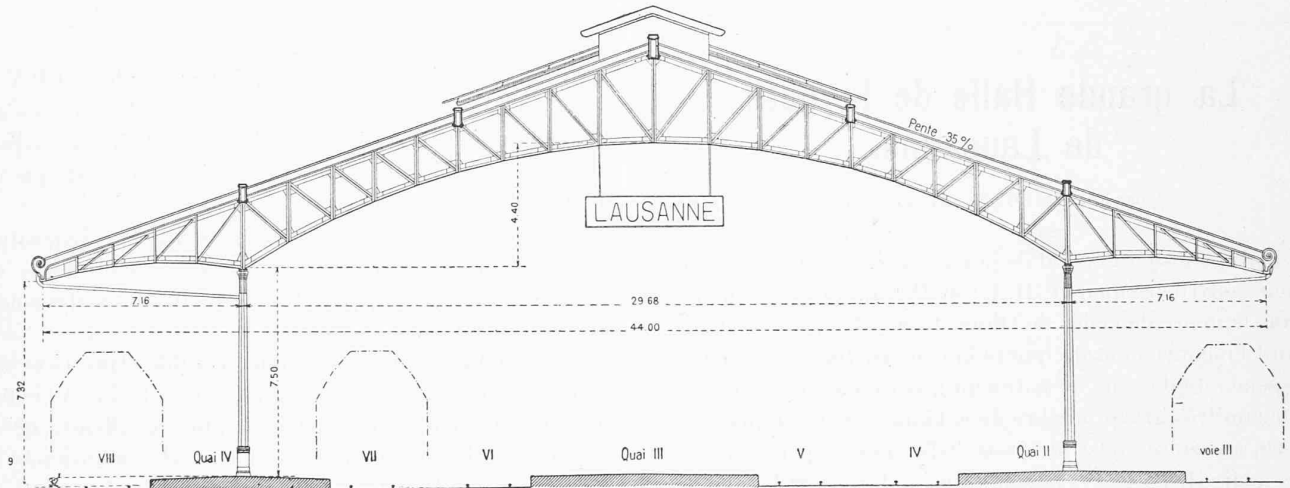 Pente 35%
LAUSANNE
4.40
7.16
29.68
7.16
44.00
7.50
7.32
9
VIII
Quai IV
VII
VI
Quai III
V
IV
Quai II
voie III